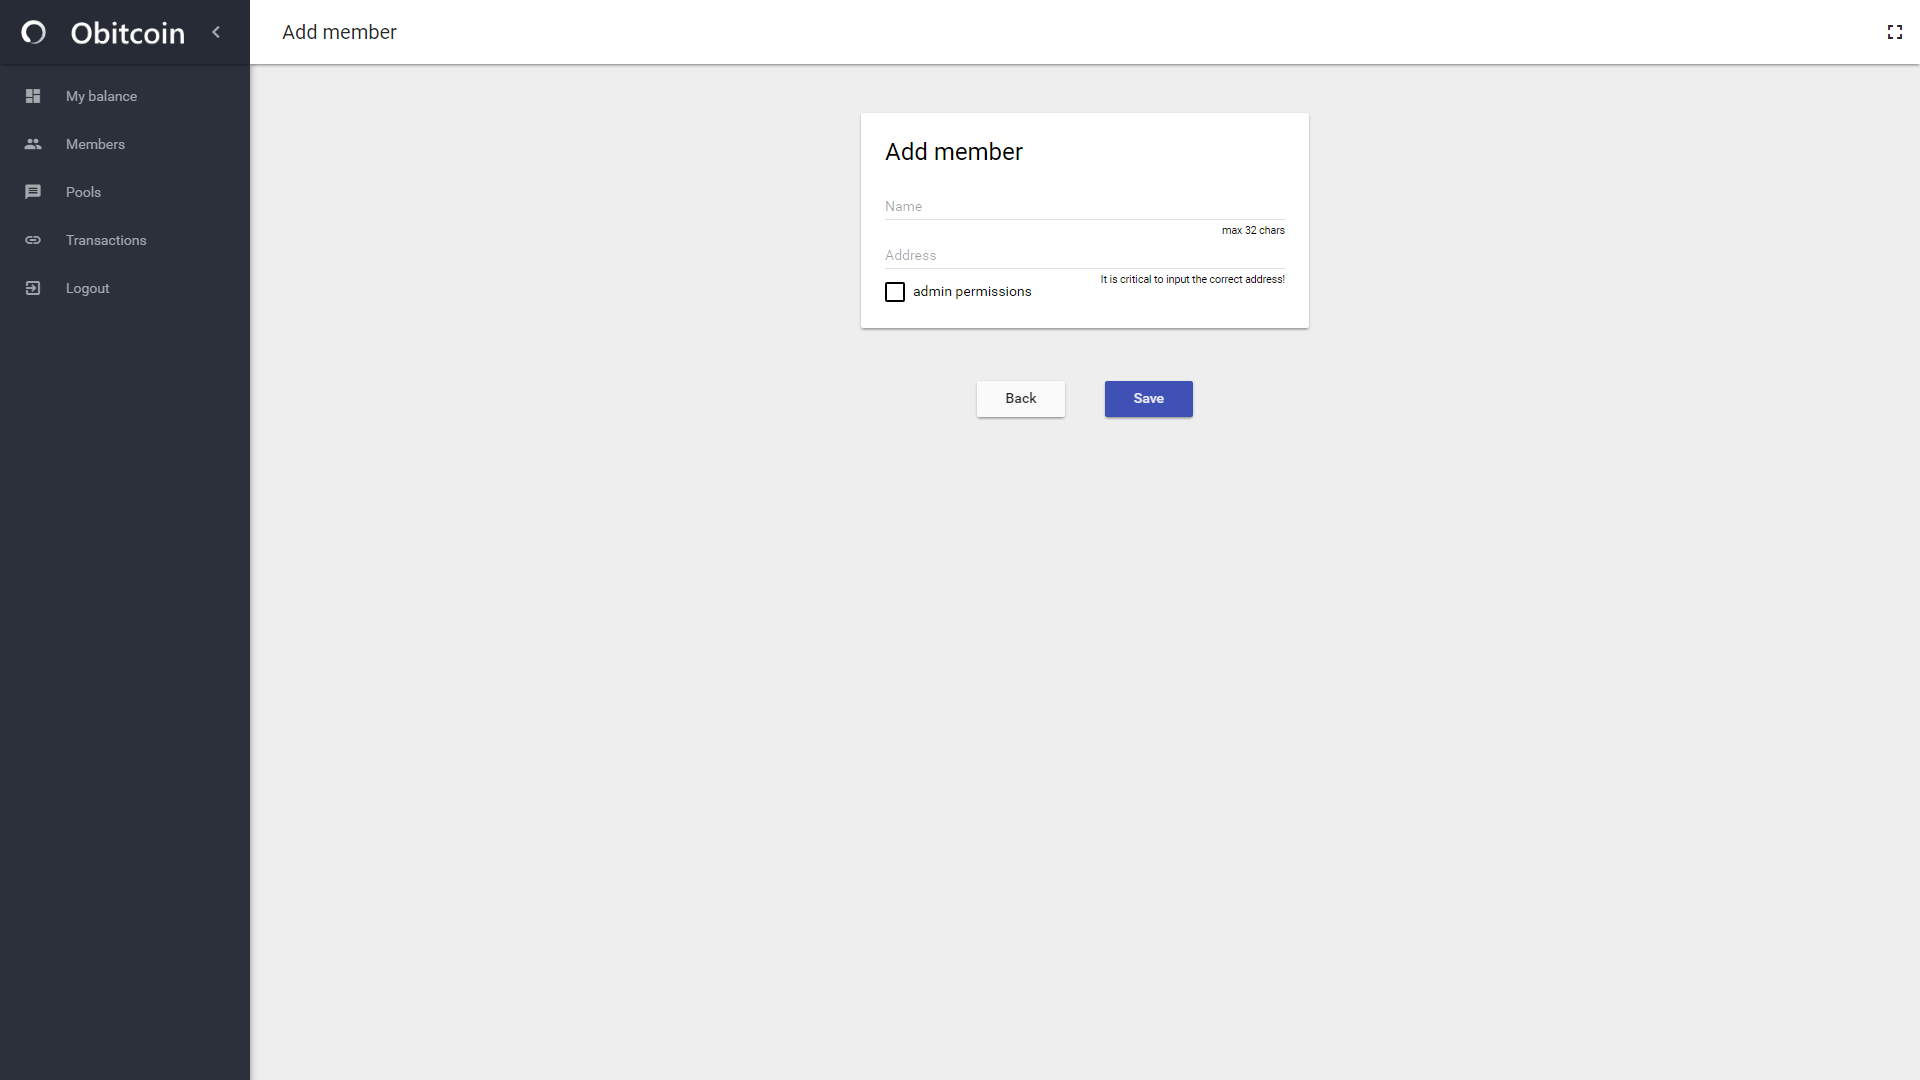 Obitcoin
Add member
My balance
Members
Pools
Transactions
Logout
Add member
Name
max 32 chars
Address
It is critical to input the correct address!
admin permissions
Back
Save